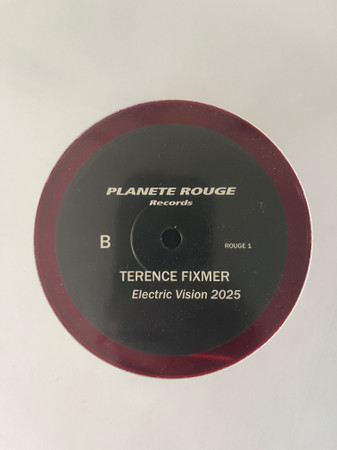 PLANETE ROUGE
Records
B
ROUGE 1
TERENCE FIXMER
Electric Vision 2025